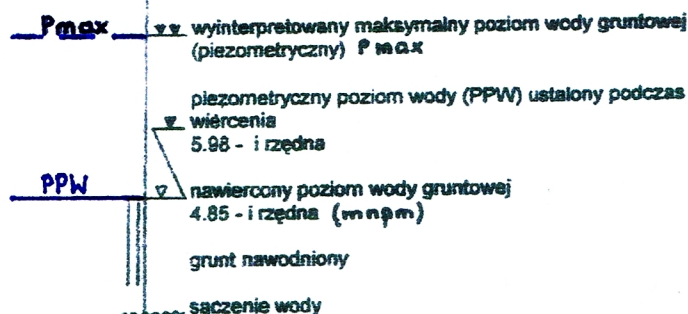 Pmax wyinterpretowany maksymalny poziom wody gruntowej
(piezometryczny) Pmax
piezometryczny poziom wody (PPW) ustalony podczas
wiercenia
5.98 - i rzędna
PPW nawiercony poziom wody gruntowej
4.85 - i rzędna (mnpm)
grunt nawodniony
sączenie wody